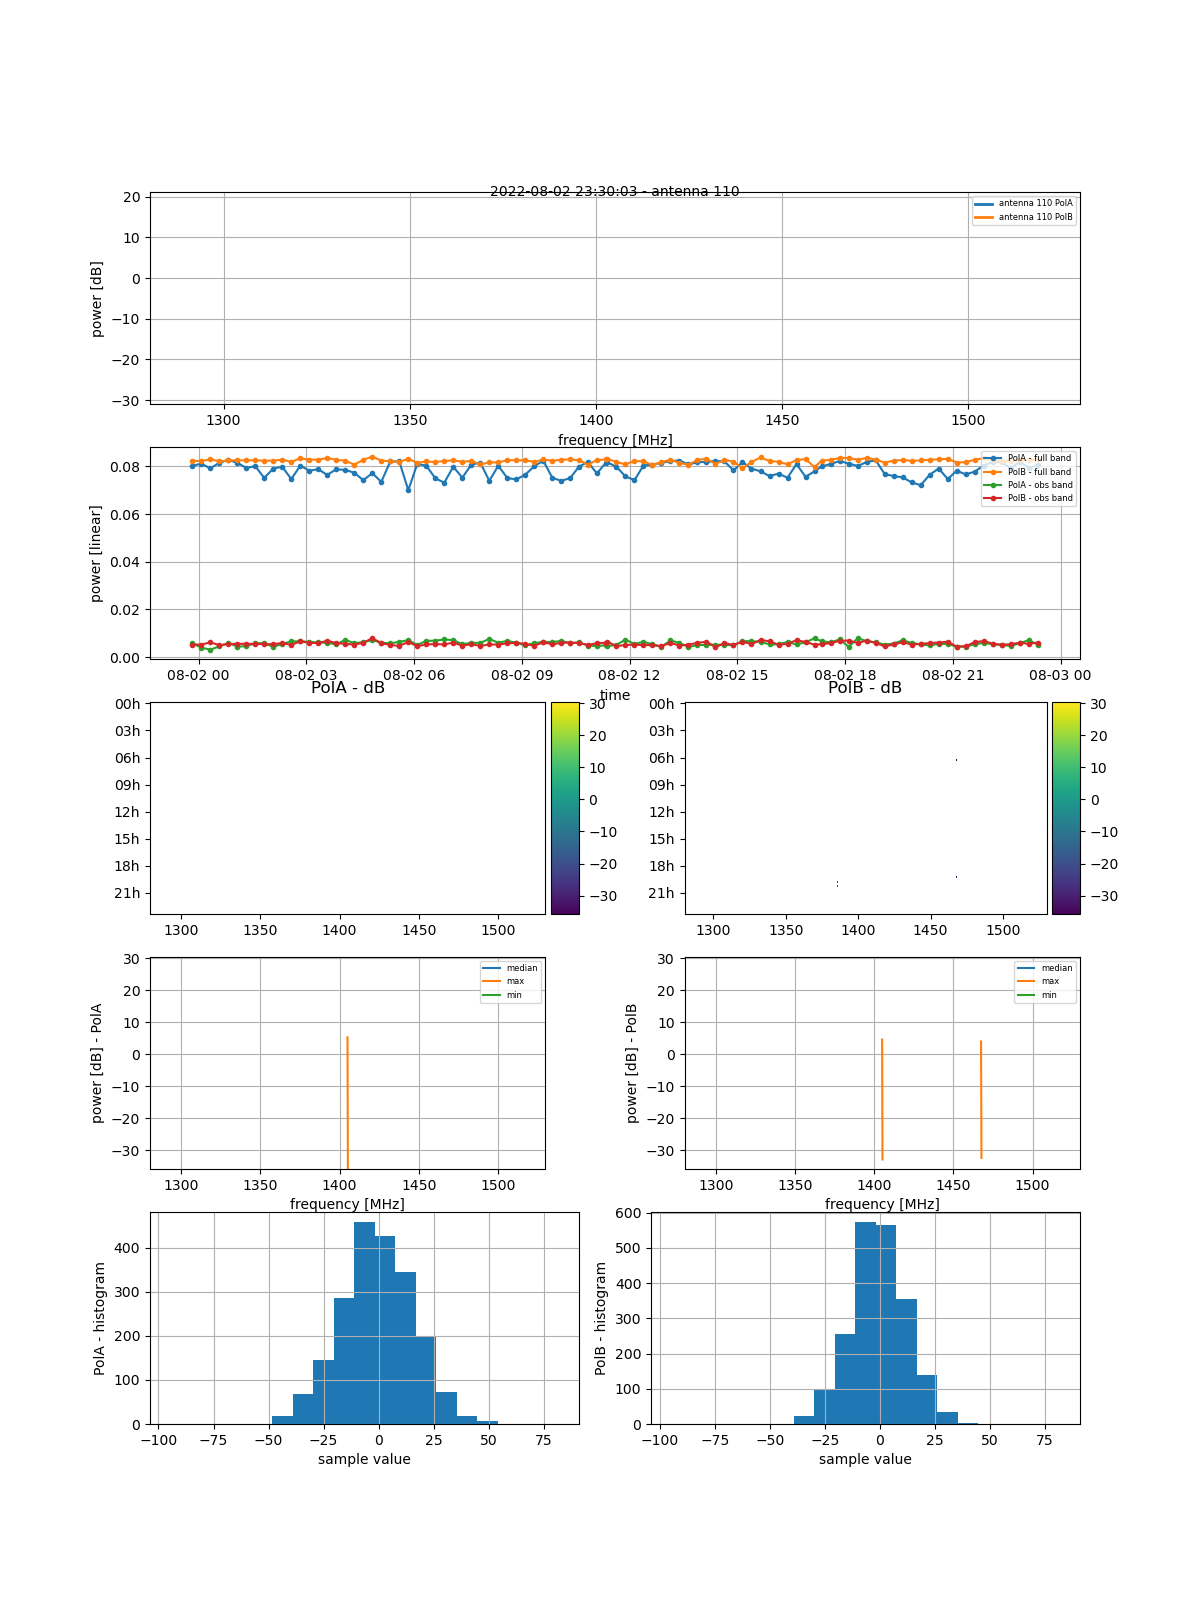 2022-08-02 23:30:03 - antenna 110
20
10
0
−10
−20
−30
power [dB]
antenna 110 PolA
antenna 110 PolB
1300 1350 1400 1450 1500
frequency [MHz]
0.08
0.06
0.04
0.02
0.00
power [linear]
PolA - full band
PolB - full band
PolA - obs band
PolB - obs band
08-02 00 08-02 03 08-02 06 08-02 09 08-02 12 08-02 15 08-02 18 08-02 21 08-03 00
time
PolA - dB
00h
03h
06h
09h
12h
15h
18h
21h
1300 1350 1400 1450 1500
30
20
10
0
−10
−20
−30
PolB - dB
00h
03h
06h
09h
12h
15h
18h
21h
1300 1350 1400 1450 1500
30
20
10
0
−10
−20
−30
30
20
10
0
−10
−20
−30
power [dB] - PolA
median
max
min
1300 1350 1400 1450 1500
frequency [MHz]
30
20
10
0
−10
−20
−30
power [dB] - PolB
median
max
min
1300 1350 1400 1450 1500
frequency [MHz]
400
300
200
100
0
PolA - histogram
−100 −75 −50 −25 0 25 50 75
sample value
600
500
400
300
200
100
0
PolB - histogram
−100 −75 −50 −25 0 25 50 75
sample value